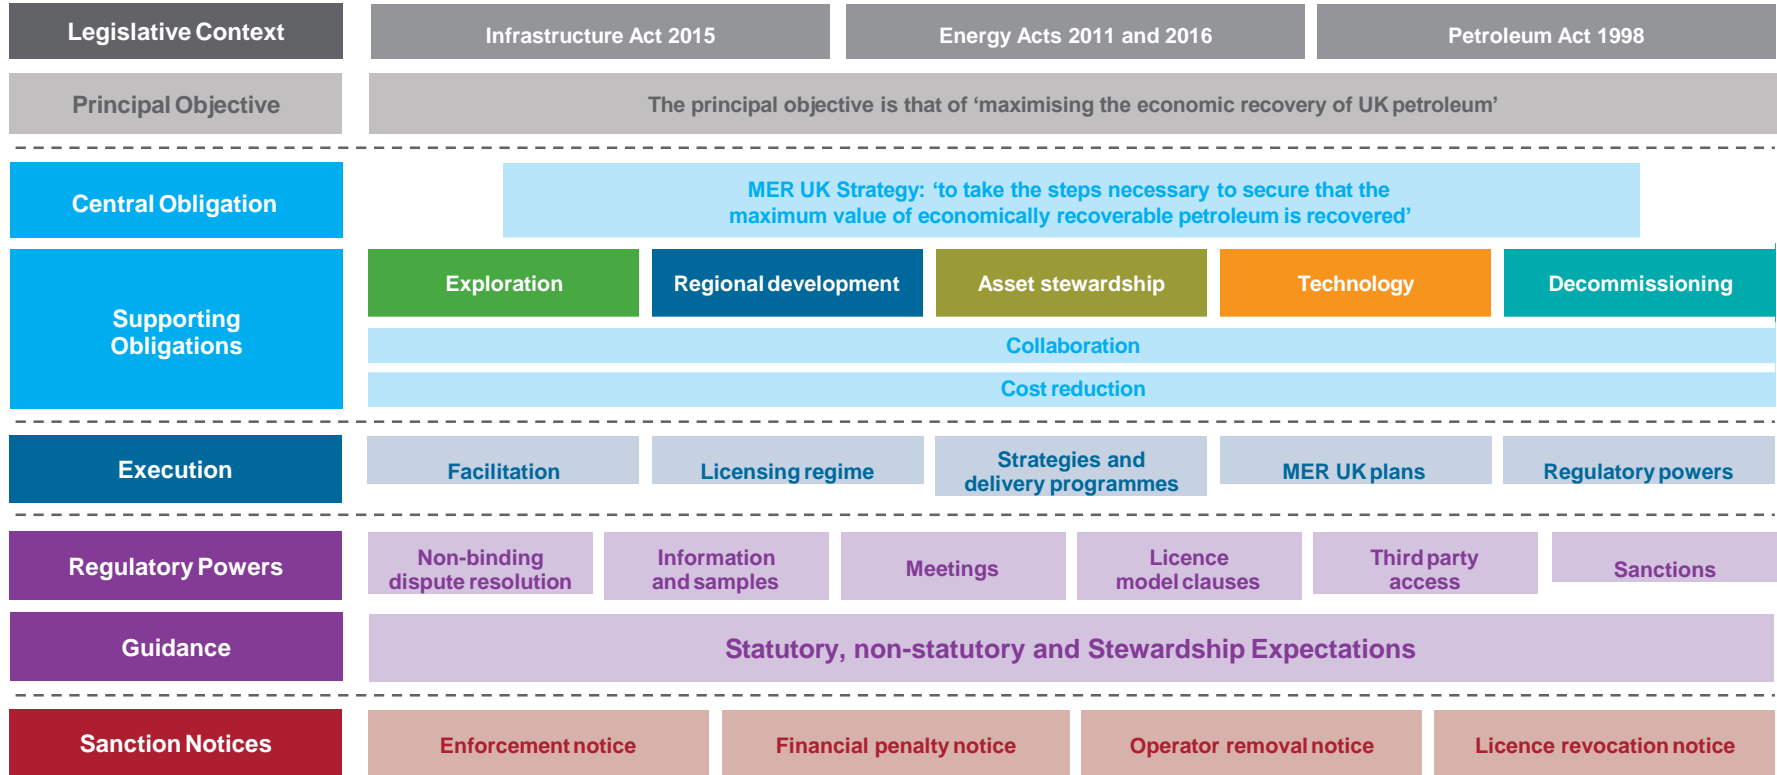 Legislative Context
Infrastructure Act 2015
Energy Acts 2011 and 2016
Petroleum Act 1998
Principal Objective
The principal objective is that of ‘maximising the economic recovery of UK petroleum’
Central Obligation
MER UK Strategy: ‘to take the steps necessary to secure that the
maximum value of economically recoverable petroleum is recovered’
Supporting
Obligations
Exploration
Regional development
Asset stewardship
Technology
Decommissioning
Collaboration
Cost reduction
Execution
Facilitation
Licensing regime
Strategies and
delivery programmes
MER UK plans
Regulatory powers
Regulatory Powers
Non-binding
dispute resolution
Information
and samples
Meetings
Licence
model clauses
Third party
access
Sanctions
Guidance
Statutory, non-statutory and Stewardship Expectations
Sanction Notices
Enforcement notice
Financial penalty notice
Operator removal notice
Licence revocation notice